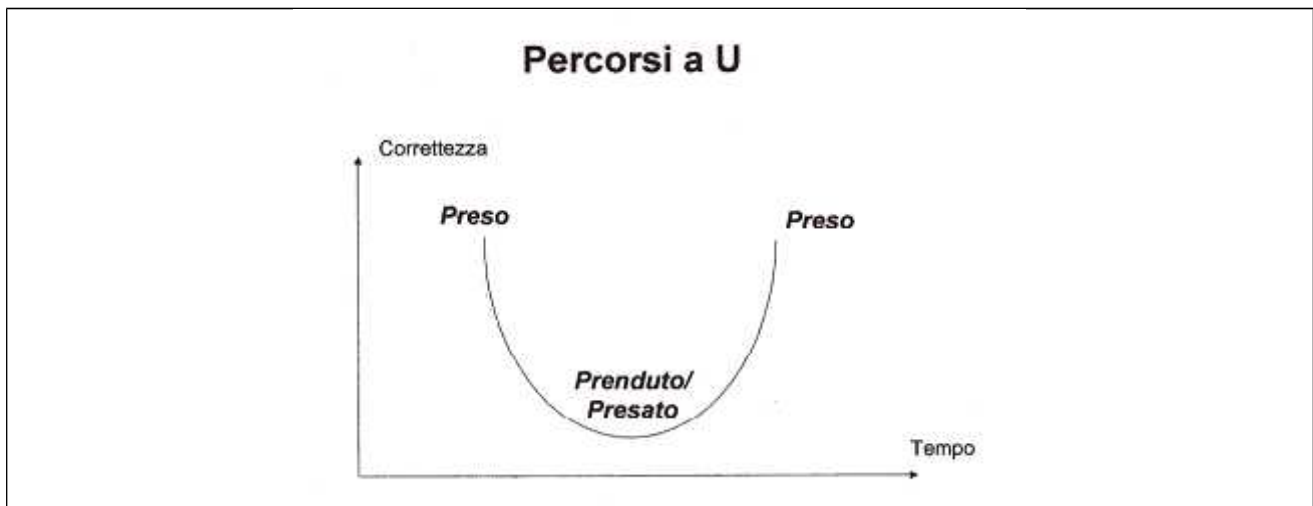 Percorsi a U
Correttezza
Preso
Preso
Prenduto/
Presato
Tempo